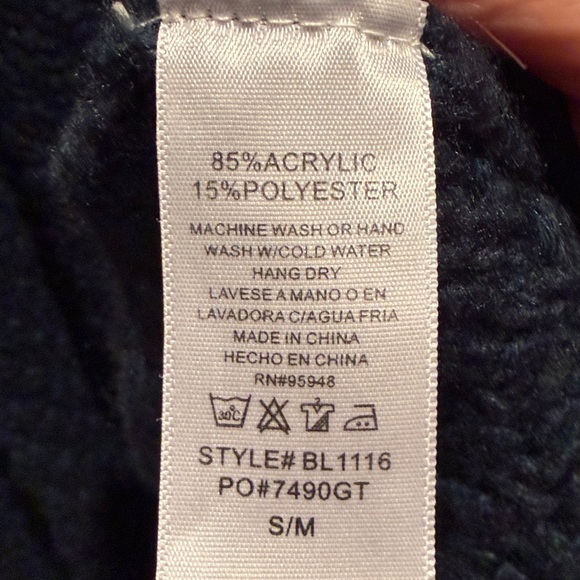 85%ACRYLIC
15%POLYESTER
MACHINE WASH OR HAND
WASH W/COLD WATER
HANG DRY
LAVESE A MANO O EN
LAVADORA C/AGUA FRIA
MADE IN CHINA
HECHO EN CHINA
RN#95948
30°C
STYLE# BL1116
PO#7490GT
S/M